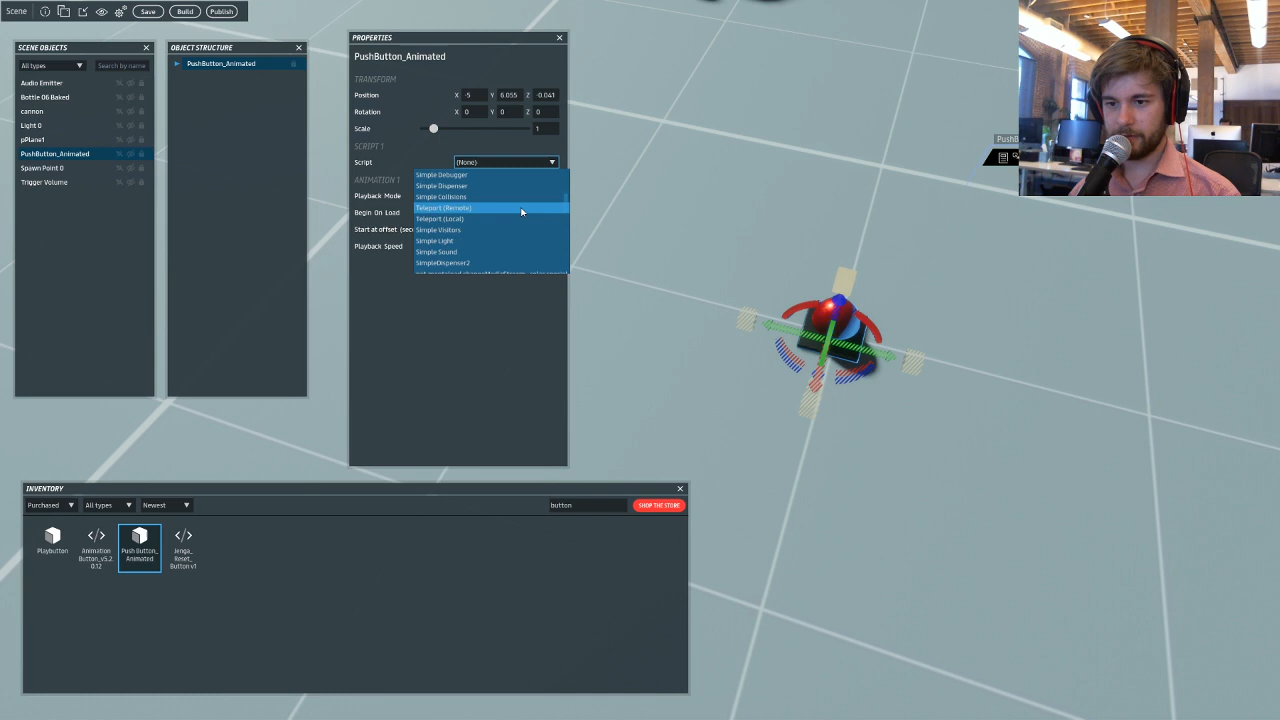 Scene
Save
Build
Publish
SCENE OBJECTS
All types
Search by name
Audio Emitter
Bottle 06 Baked
cannon
Light 0
pPlane1
PushButton_Animated
Spawn Point 0
Trigger Volume
OBJECT STRUCTURE
PushButton_Animated
PROPERTIES
PushButton_Animated
TRANSFORM
Position X -5 Y 6.055 Z -0.041
Rotation X 0 Y 0 Z 0
Scale 1
SCRIPT 1
Script (None)
Simple Debugger
Simple Dispenser
Simple Collisions
Teleport (Remote)
Teleport (Local)
Simple Visitors
Simple Light
Simple Sound
SimpleDispenser2
ANIMATION 1
Playback Mode
Begin On Load
Start at offset (sec
Playback Speed
PushB
INVENTORY
Purchased
All types
Newest
button
SHOP THE STORE
Playbutton
Animation
Button_v5.2.
0.12
Push Button_
Animated
Jenga_
Reset_
Button v1